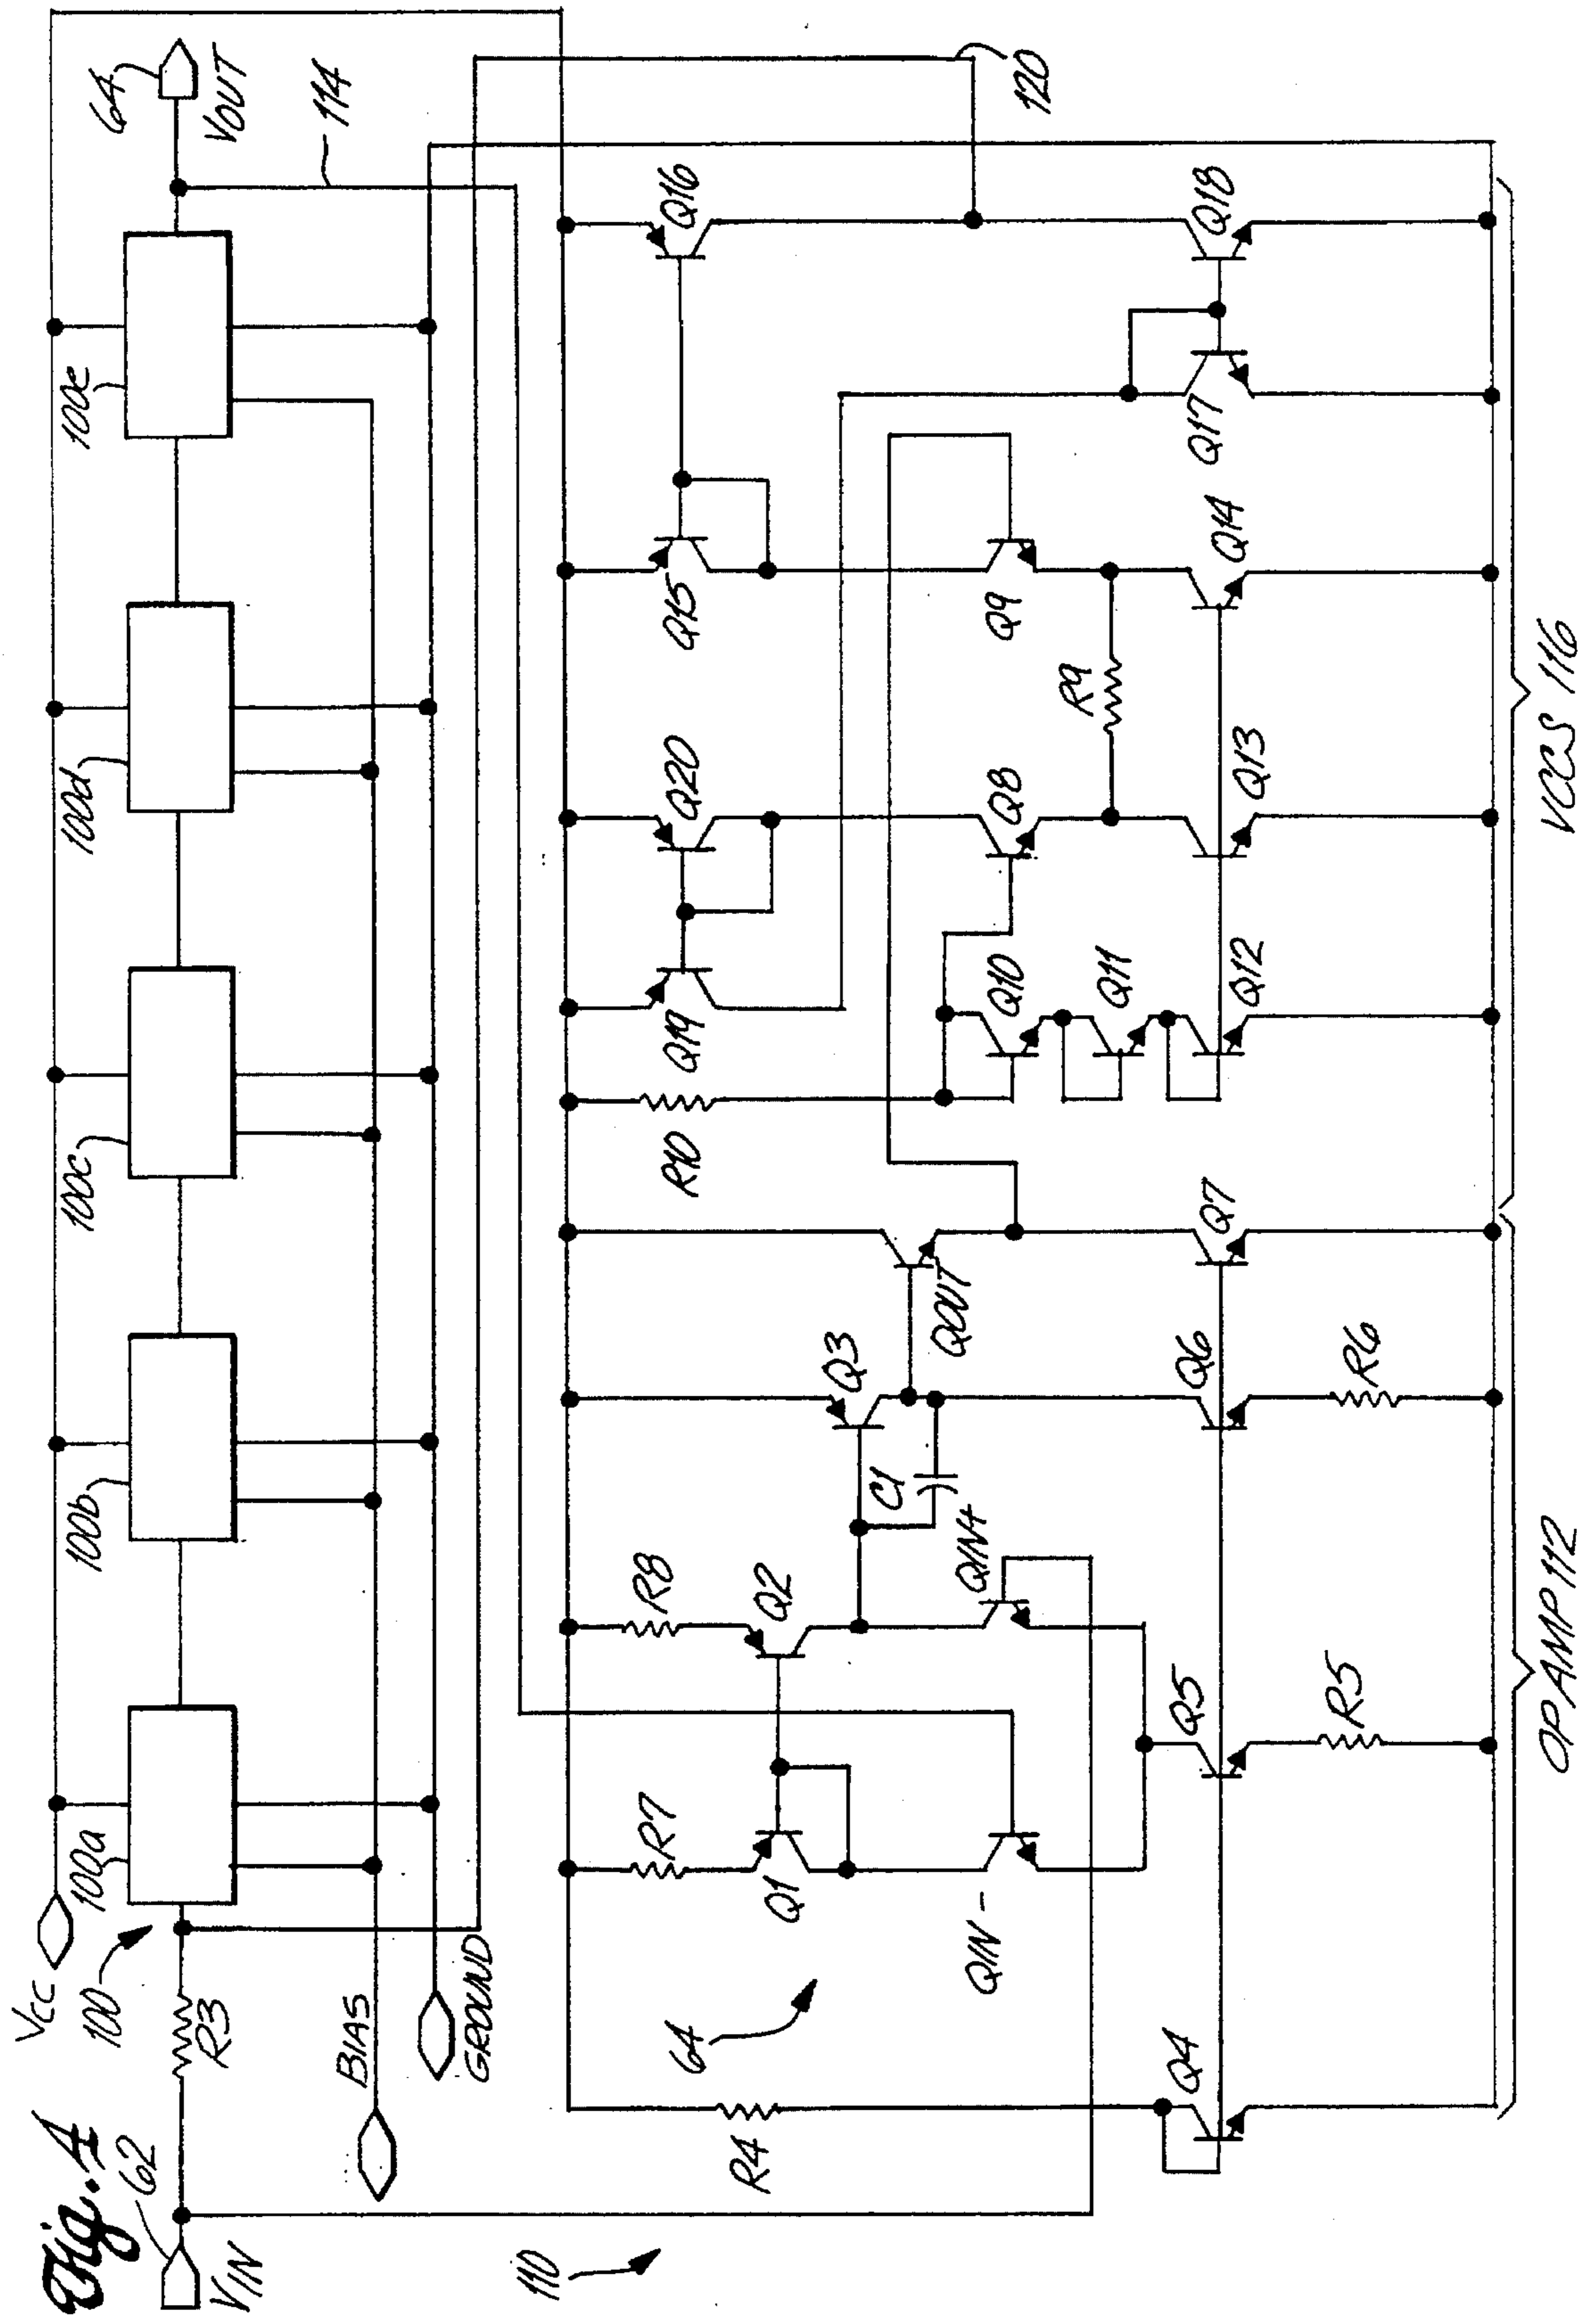 Fig. 4
62
VIN
R3
100
VCC
100a
100b
100c
100d
100e
64
VOUT
114
BIAS
GROUND
120
110
64
R4
Q4
R7
Q1
QIN-
R8
Q2
QIN+
C1
Q3
QOUT
Q5
R5
Q6
R6
Q7
R10
Q19
Q20
Q10
Q11
Q12
Q8
Q13
R9
Q15
Q9
Q14
Q16
Q17
Q18
OP AMP 112
VCCS 116